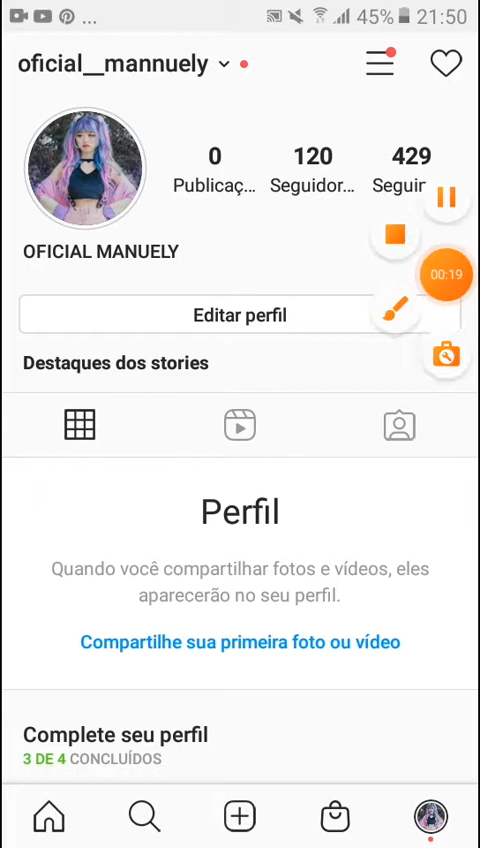 ... 45% 21:50
oficial__mannuely
0 120 429
Publicaç... Seguidor... Seguin
00:19
OFICIAL MANUELY
Editar perfil
Destaques dos stories
Perfil
Quando você compartilhar fotos e vídeos, eles
aparecerão no seu perfil.
Compartilhe sua primeira foto ou vídeo
Complete seu perfil
3 DE 4 CONCLUÍDOS